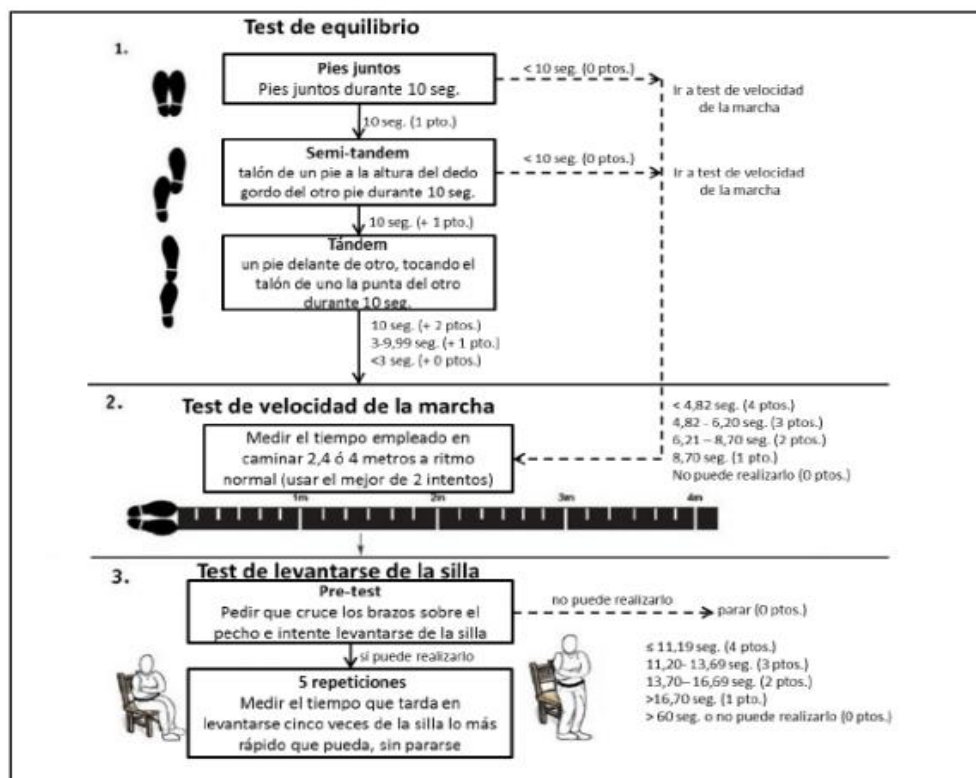 Test de equilibrio
1.
Pies juntos
Pies juntos durante 10 seg.
< 10 seg. (0 ptos.)
Ir a test de velocidad
de la marcha
10 seg. (1 pto.)
Semi-tandem
talón de un pie a la altura del dedo
gordo del otro pie durante 10 seg.
< 10 seg. (0 ptos.)
Ir a test de velocidad
de la marcha
10 seg. (+ 1 pto.)
Tándem
un pie delante de otro, tocando el
talón de uno la punta del otro
durante 10 seg.
10 seg. (+ 2 ptos.)
3-9,99 seg. (+ 1 pto.)
<3 seg. (+ 0 ptos.)
2.
Test de velocidad de la marcha
Medir el tiempo empleado en
caminar 2,4 ó 4 metros a ritmo
normal (usar el mejor de 2 intentos)
< 4,82 seg. (4 ptos.)
4,82 - 6,20 seg. (3 ptos.)
6,21 – 8,70 seg. (2 ptos.)
8,70 seg. (1 pto.)
No puede realizarlo (0 ptos.)
1m 2m 3m 4m
3.
Test de levantarse de la silla
Pre-test
Pedir que cruce los brazos sobre el
pecho e intente levantarse de la silla
no puede realizarlo
parar (0 ptos.)
sí puede realizarlo
5 repeticiones
Medir el tiempo que tarda en
levantarse cinco veces de la silla lo más
rápido que pueda, sin pararse
≤ 11,19 seg. (4 ptos.)
11,20- 13,69 seg. (3 ptos.)
13,70– 16,69 seg. (2 ptos.)
>16,70 seg. (1 pto.)
> 60 seg. o no puede realizarlo (0 ptos.)